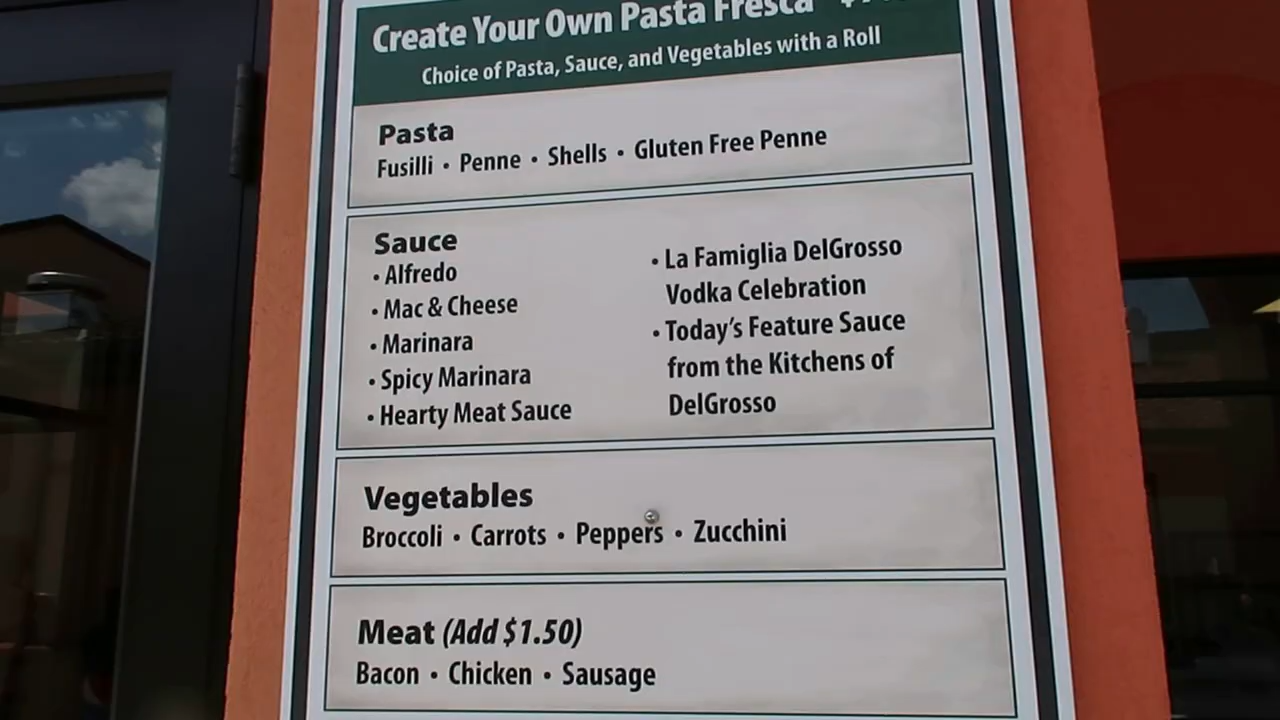 Create Your Own Pasta Fresca
Choice of Pasta, Sauce, and Vegetables with a Roll
Pasta
Fusilli • Penne • Shells • Gluten Free Penne
Sauce
• Alfredo
• Mac & Cheese
• Marinara
• Spicy Marinara
• Hearty Meat Sauce
• La Famiglia DelGrosso
Vodka Celebration
• Today's Feature Sauce
from the Kitchens of
DelGrosso
Vegetables
Broccoli • Carrots • Peppers • Zucchini
Meat (Add $1.50)
Bacon • Chicken • Sausage